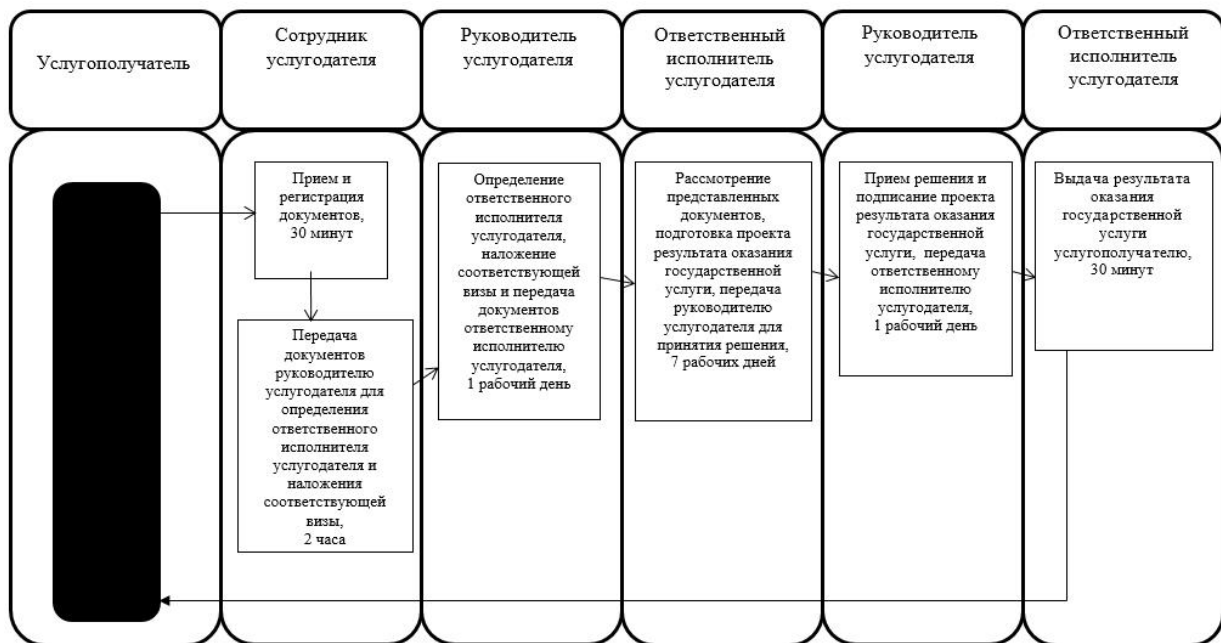 Услугополучатель
Сотрудник
услугодателя
Руководитель
услугодателя
Ответственный
исполнитель
услугодателя
Руководитель
услугодателя
Ответственный
исполнитель
услугодателя
Прием и
регистрация
документов,
30 минут
Передача
документов
руководителю
услугодателя для
определения
ответственного
исполнителя
услугодателя и
наложения
соответствующей
визы,
2 часа
Определение
ответственного
исполнителя
услугодателя,
наложение
соответствующей
визы и передача
документов
ответственному
исполнителю
услугодателя,
1 рабочий день
Рассмотрение
представленных
документов,
подготовка проекта
результата оказания
государственной
услуги, передача
руководителю
услугодателя для
принятия решения,
7 рабочих дней
Прием решения и
подписание проекта
результата оказания
государственной
услуги, передача
ответственному
исполнителю
услугодателя,
1 рабочий день
Выдача результата
оказания
государственной
услуги
услугополучателю,
30 минут